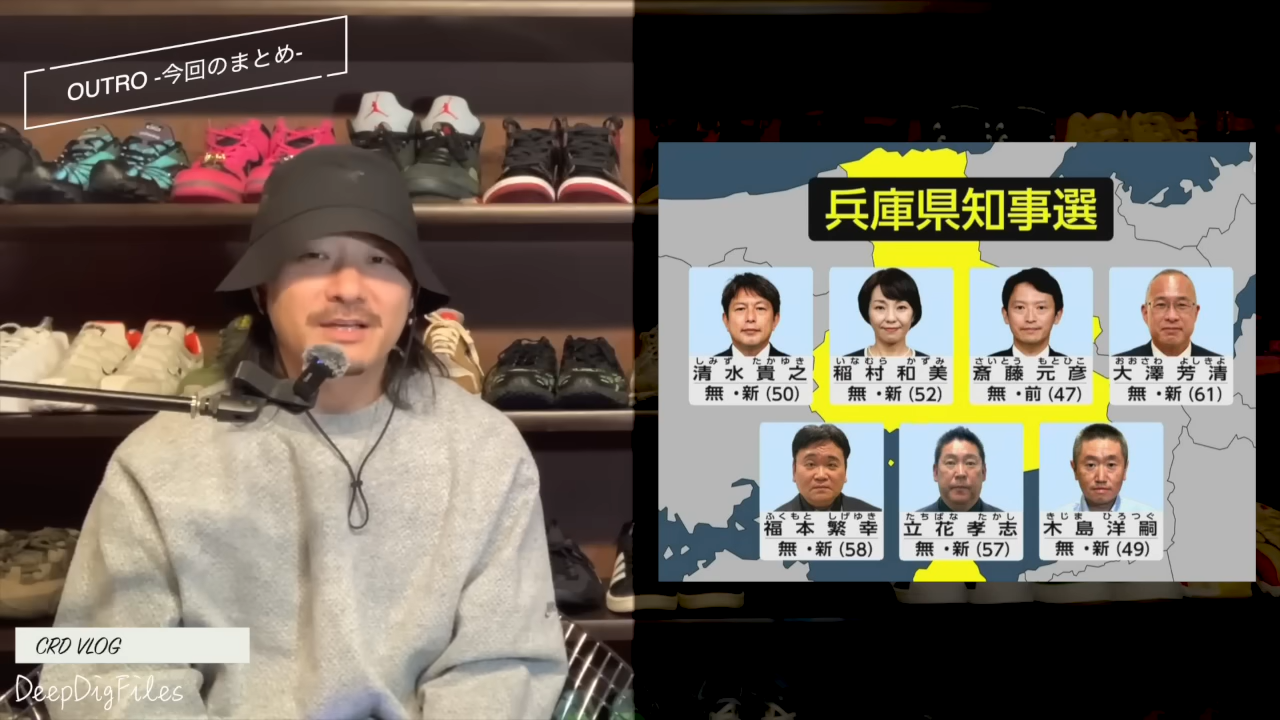 OUTRO -今回のまとめ-
兵庫県知事選
しみず たかゆき
清水貴之
無・新(50)
いなむら かずみ
稲村和美
無・新(52)
さいとう もとひこ
斎藤元彦
無・前(47)
おおさわ よしきよ
大澤芳清
無・新(61)
ふくもと しげゆき
福本繁幸
無・新(58)
たちばな たかし
立花孝志
無・新(57)
きじま ひろつぐ
木島洋嗣
無・新(49)
CRD VLOG
DeepDigFiles